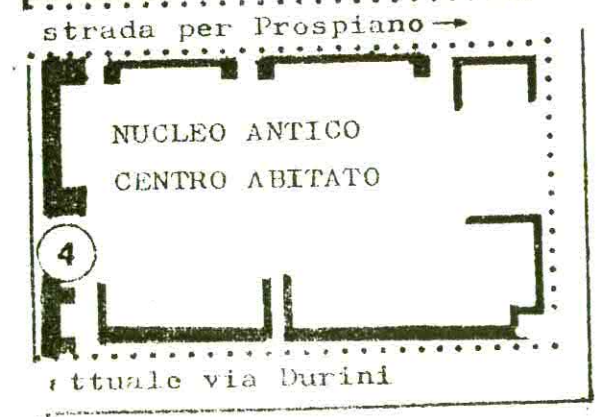 strada per Prospiano →
NUCLEO ANTICO
CENTRO ABITATO
4
attuale via Durini